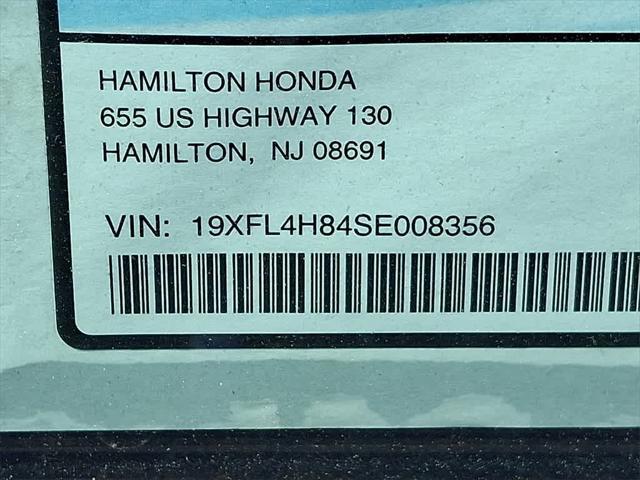 HAMILTON HONDA
655 US HIGHWAY 130
HAMILTON, NJ 08691
VIN: 19XFL4H84SE008356